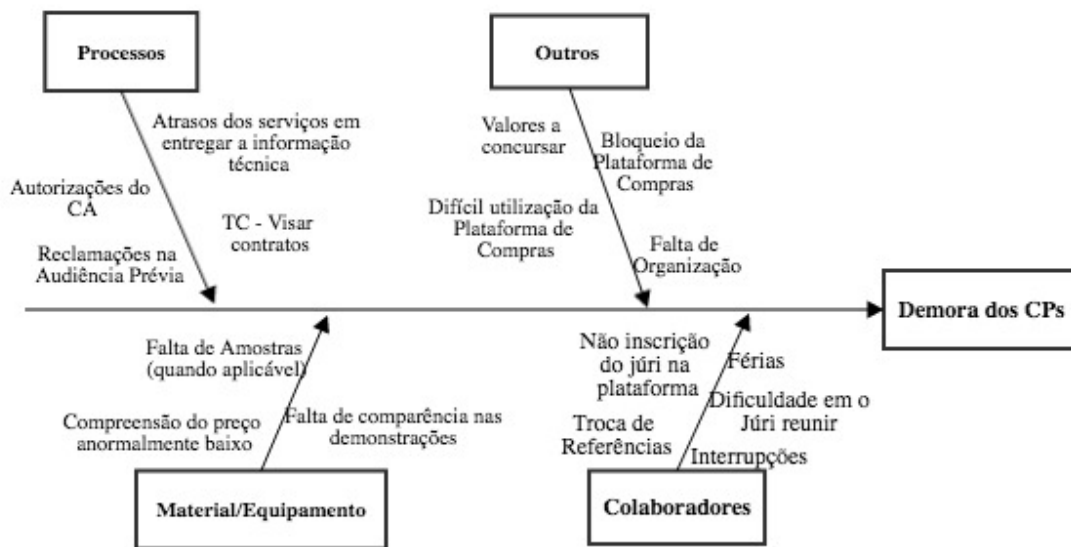 Processos
Outros
Atrasos dos serviços em
entregar a informação
técnica
Autorizações do
CA
TC - Visar
contratos
Reclamações na
Audiência Prévia
Valores a
concursar
Bloqueio da
Plataforma de
Compras
Difícil utilização da
Plataforma de
Compras
Falta de
Organização
Demora dos CPs
Falta de Amostras
(quando aplicável)
Compreensão do preço
anormalmente baixo
Falta de comparência nas
demonstrações
Não inscrição
do júri na
plataforma
Férias
Dificuldade em o
Júri reunir
Troca de
Referências
Interrupções
Material/Equipamento
Colaboradores